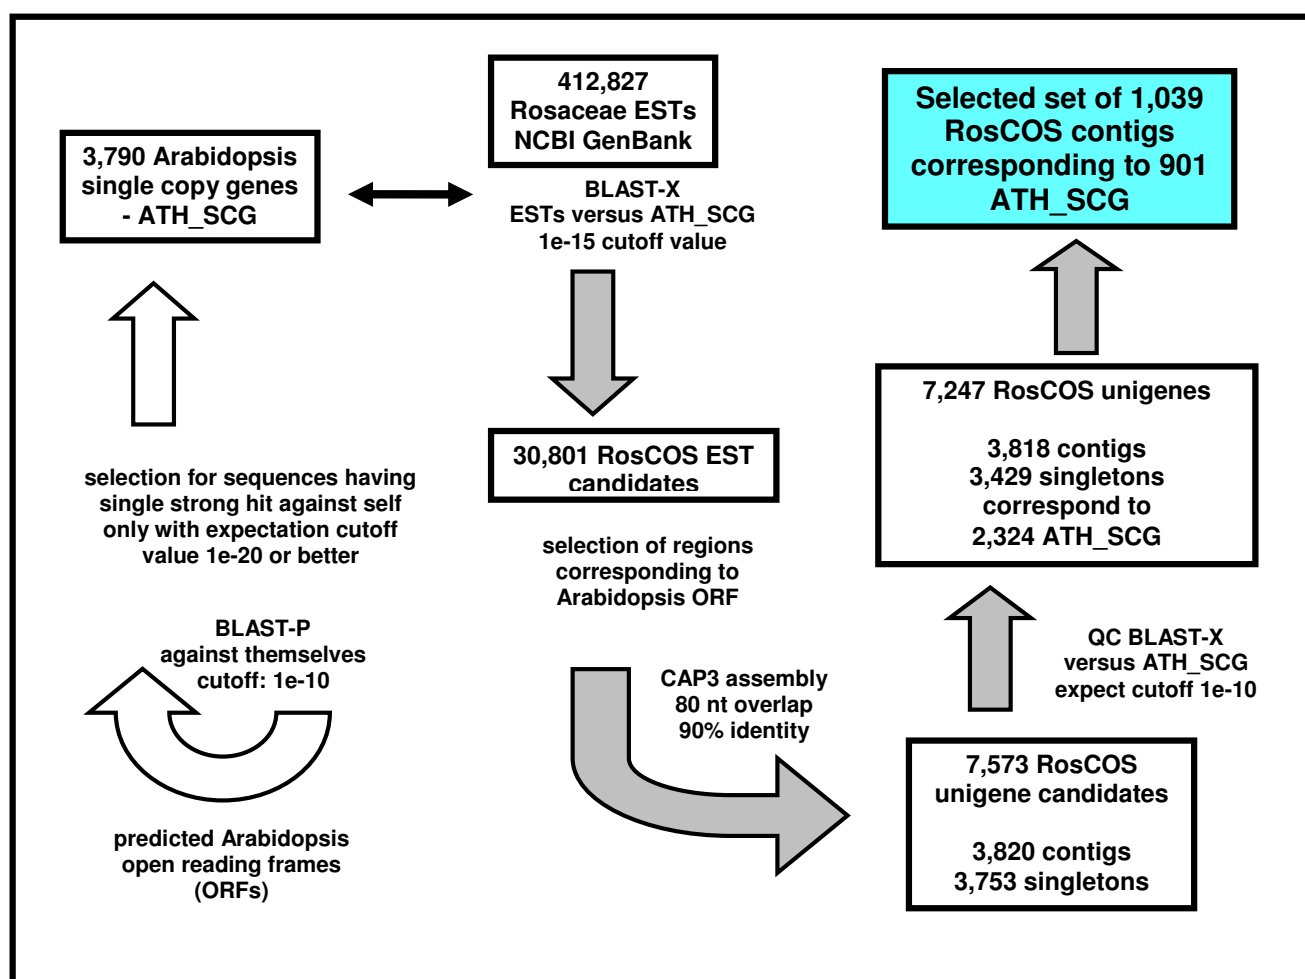 3,790 Arabidopsis
single copy genes
- ATH_SCG
selection for sequences having
single strong hit against self
only with expectation cutoff
value 1e-20 or better
BLAST-P
against themselves
cutoff: 1e-10
predicted Arabidopsis
open reading frames
(ORFs)
412,827
Rosaceae ESTs
NCBI GenBank
BLAST-X
ESTs versus ATH_SCG
1e-15 cutoff value
30,801 RosCOS EST
candidates
selection of regions
corresponding to
Arabidopsis ORF
CAP3 assembly
80 nt overlap
90% identity
7,573 RosCOS
unigene candidates
3,820 contigs
3,753 singletons
QC BLAST-X
versus ATH_SCG
expect cutoff 1e-10
7,247 RosCOS unigenes
3,818 contigs
3,429 singletons
correspond to
2,324 ATH_SCG
Selected set of 1,039
RosCOS contigs
corresponding to 901
ATH_SCG